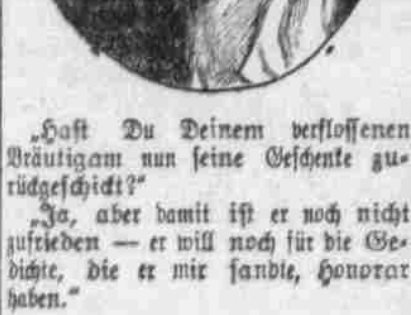 „Hast Du Deinem verflossenen
Bräutigam nun seine Geschenke zu-
rückgeschickt?“
„Ja, aber damit ist er noch nicht
zufrieden — er will noch für die Ge-
dichte, die er mir sandte, Honorar
haben.“